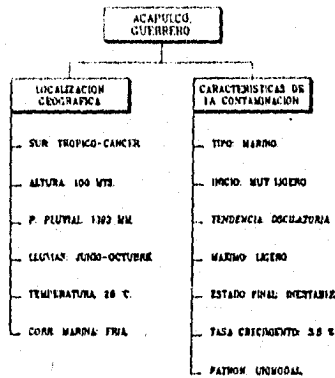 ACAPULCO,
GUERRERO
LOCALIZACION
GEOGRAFICA
SUR TROPICO-CANCER
ALTURA: 100 MTS.
P. PLUVIAL: 1392 MM
LLUVIAS: JUNIO-OCTUBRE
TEMPERATURA: 28 °C.
CORR. MARINA: FRIA.
CARACTERISTICAS DE
LA CONTAMINACION
TIPO: MARINO.
INICIO: MUY LIGERO
TENDENCIA OSCILATORIA
MAXIMO: LIGERO
ESTADO FINAL: INESTABLE
TASA CRECIMIENTO: 3.8 %
PATRON: UNIMODAL